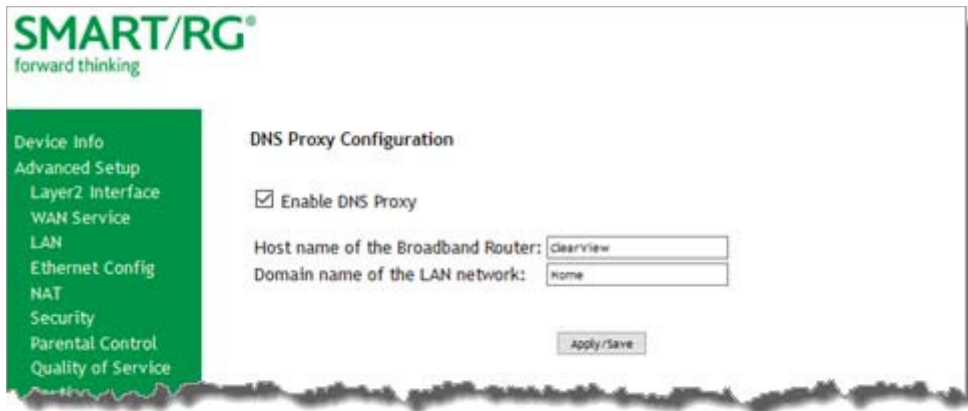 SMART/RG®
forward thinking
Device Info
Advanced Setup
Layer2 Interface
WAN Service
LAN
Ethernet Config
NAT
Security
Parental Control
Quality of Service
DNS Proxy Configuration
Enable DNS Proxy
Host name of the Broadband Router: ClearView
Domain name of the LAN network: Home
Apply/Save